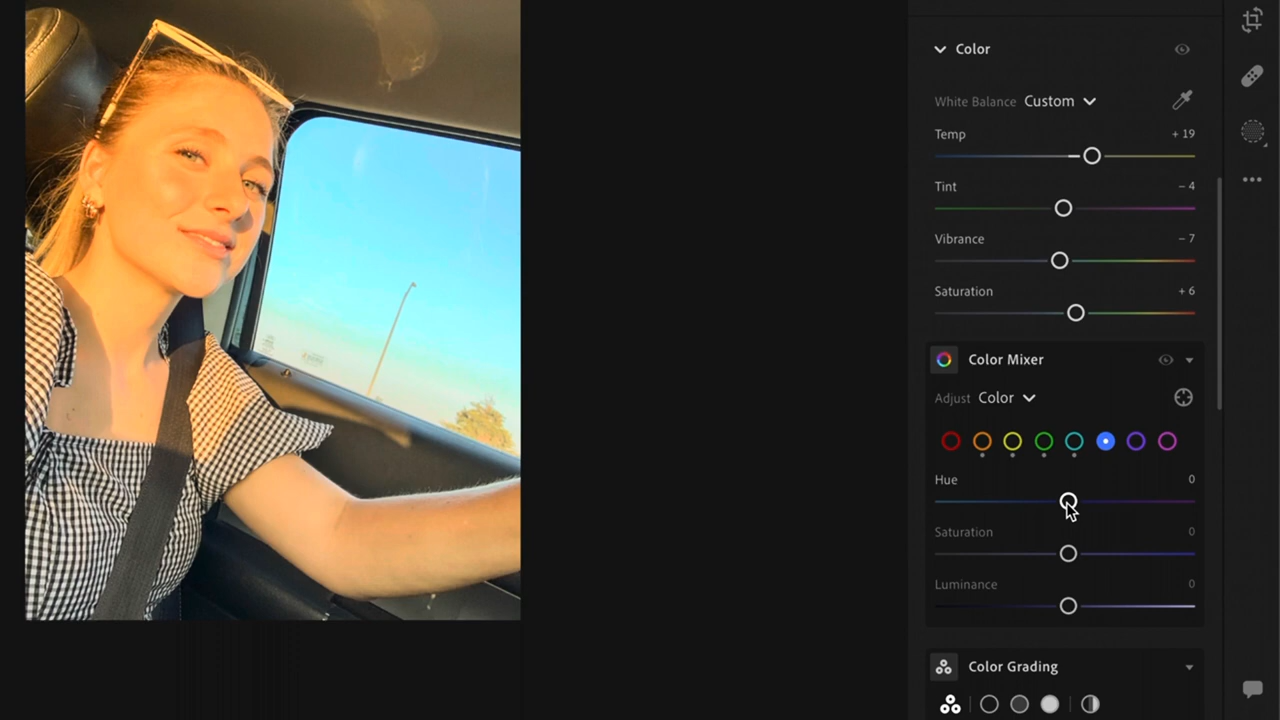 Color
White Balance Custom
Temp + 19
Tint – 4
Vibrance – 7
Saturation + 6
Color Mixer
Adjust Color
Hue 0
Saturation 0
Luminance 0
Color Grading